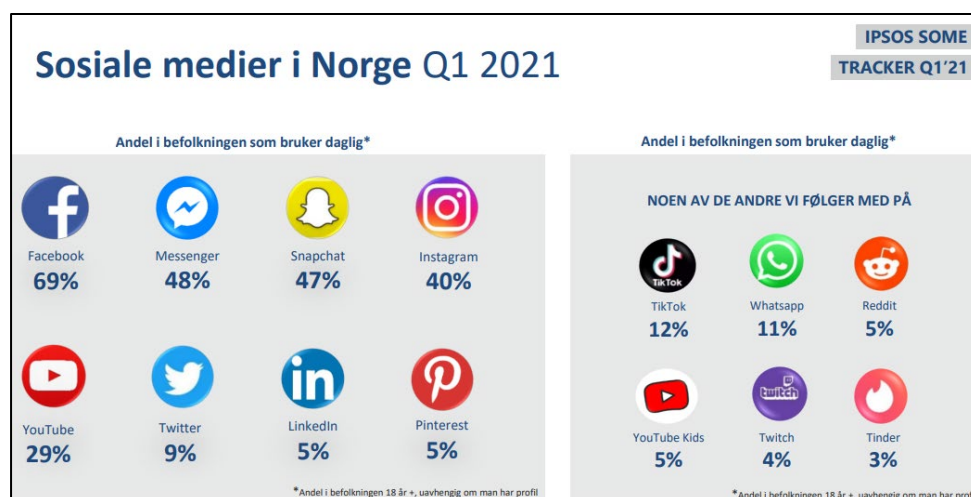 Sosiale medier i Norge Q1 2021
IPSOS SOME
TRACKER Q1'21
Andel i befolkningen som bruker daglig*
Facebook
69%
Messenger
48%
Snapchat
47%
Instagram
40%
YouTube
29%
Twitter
9%
in
LinkedIn
5%
Pinterest
5%
*Andel i befolkningen 18 år +, uavhengig om man har profil
Andel i befolkningen som bruker daglig*
NOEN AV DE ANDRE VI FØLGER MED PÅ
TikTok
TikTok
12%
Whatsapp
11%
Reddit
5%
YouTube Kids
5%
twitch
Twitch
4%
Tinder
3%
*Andel i befolkningen 18 år +, uavhengig om man har prof